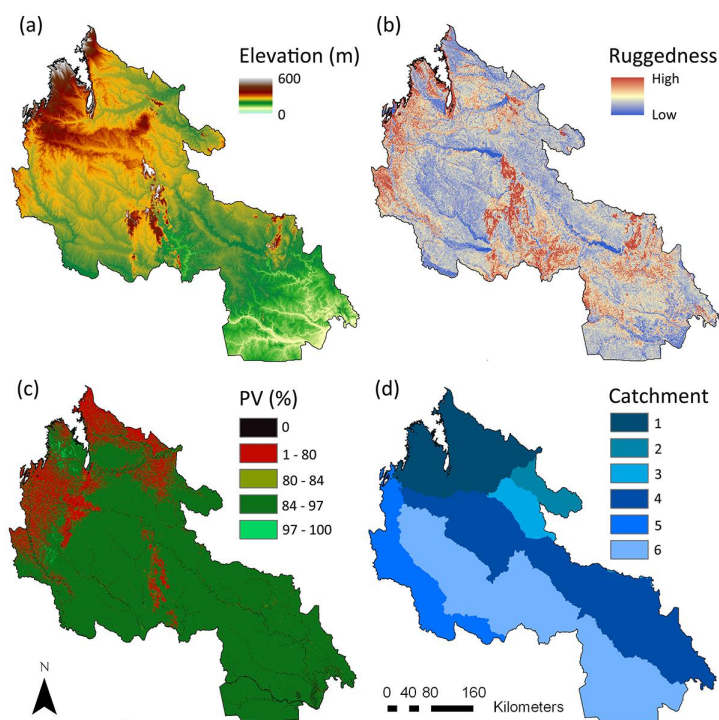 (a)
Elevation (m)
600
0
(b)
Ruggedness
High
Low
(c)
PV (%)
0
1 - 80
80 - 84
84 - 97
97 - 100
N
(d)
Catchment
1
2
3
4
5
6
0 40 80 160
Kilometers